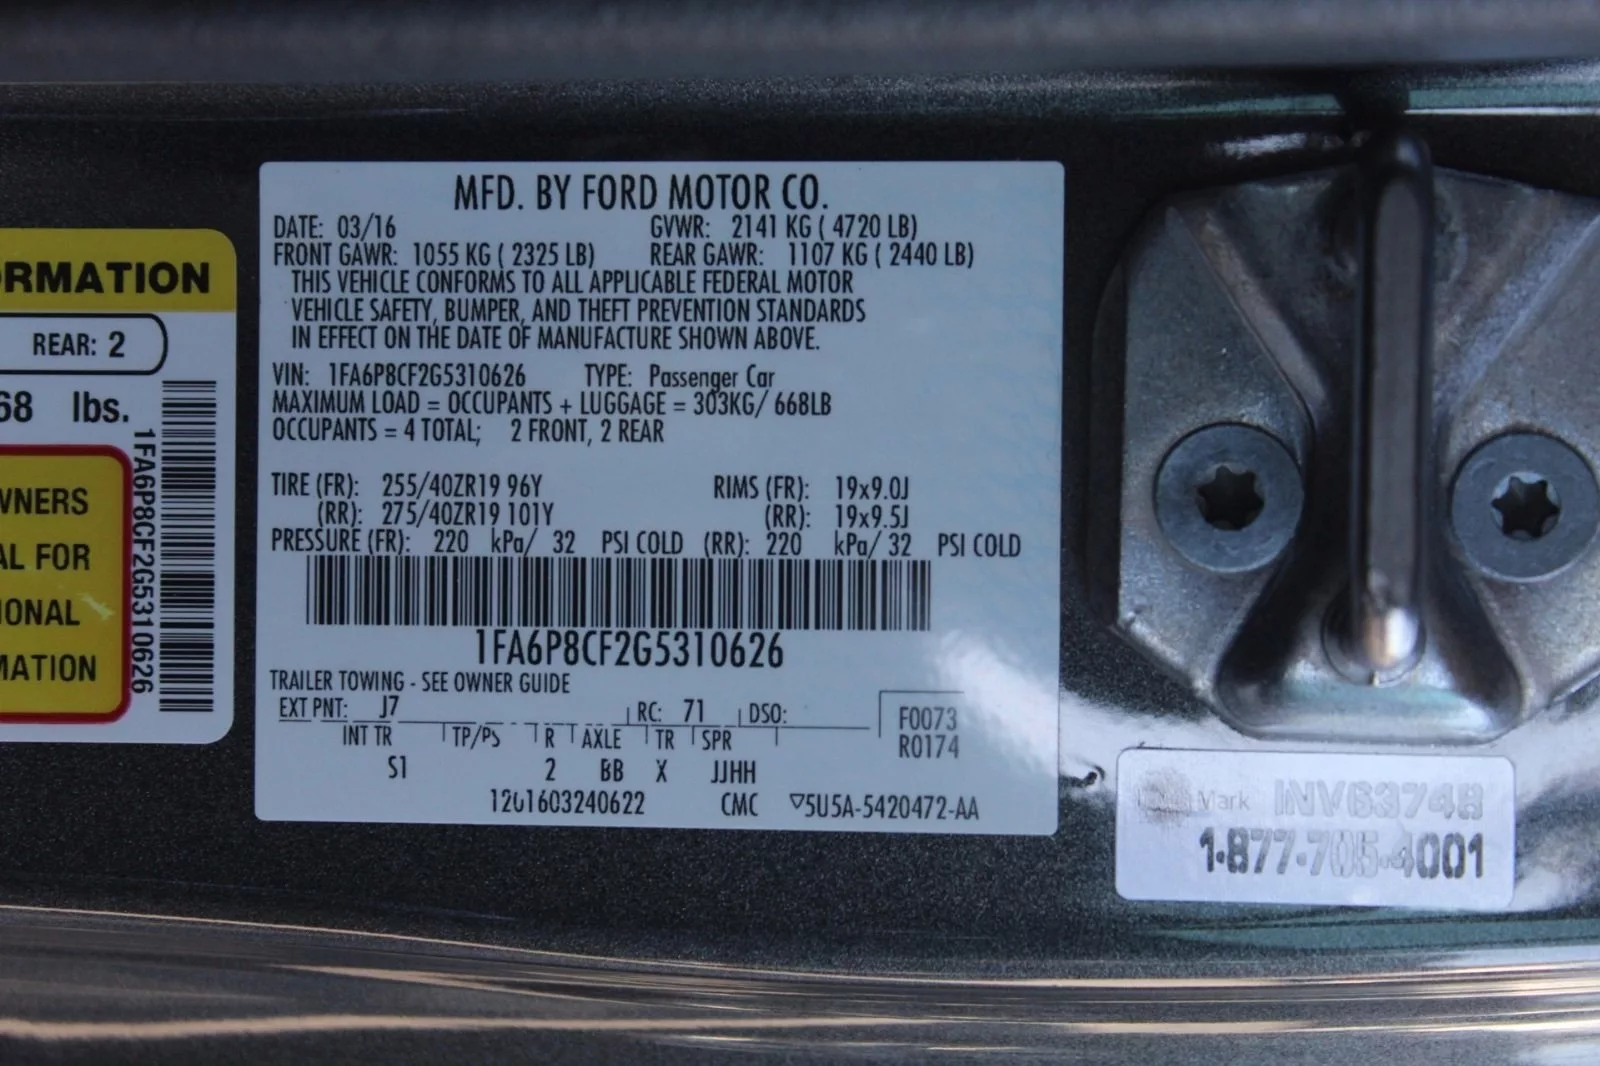 RMATION
REAR: 2
68 lbs.
1FA6P8CF2G5310626
WNERS
AL FOR
IONAL
MATION
MFD. BY FORD MOTOR CO.
DATE: 03/16 GVWR: 2141 KG ( 4720 LB)
FRONT GAWR: 1055 KG ( 2325 LB) REAR GAWR: 1107 KG ( 2440 LB)
THIS VEHICLE CONFORMS TO ALL APPLICABLE FEDERAL MOTOR
VEHICLE SAFETY, BUMPER, AND THEFT PREVENTION STANDARDS
IN EFFECT ON THE DATE OF MANUFACTURE SHOWN ABOVE.
VIN: 1FA6P8CF2G5310626 TYPE: Passenger Car
MAXIMUM LOAD = OCCUPANTS + LUGGAGE = 303KG/ 668LB
OCCUPANTS = 4 TOTAL; 2 FRONT, 2 REAR
TIRE (FR): 255/40ZR19 96Y RIMS (FR): 19x9.0J
(RR): 275/40ZR19 101Y (RR): 19x9.5J
PRESSURE (FR): 220 kPa/ 32 PSI COLD (RR): 220 kPa/ 32 PSI COLD
1FA6P8CF2G5310626
TRAILER TOWING - SEE OWNER GUIDE
EXT PNT: J7 RC: 71 DSO:
F0073
R0174
INT TR TP/PS R AXLE TR SPR
S1 2 BB X JJHH
1201603240622 CMC ▽5U5A-5420472-AA
Mark INV63748
1-877-705-4001